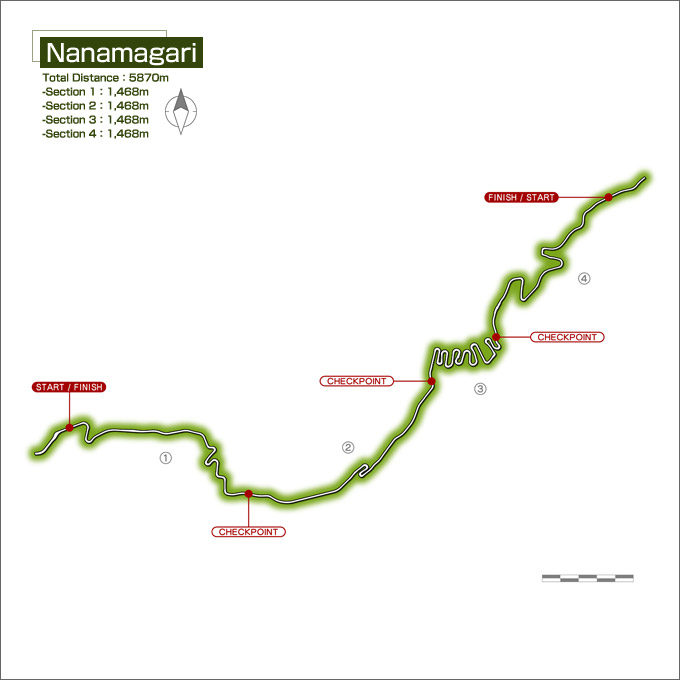 Nanamagari
Total Distance : 5870m
-Section 1 : 1,468m
-Section 2 : 1,468m
-Section 3 : 1,468m
-Section 4 : 1,468m
FINISH / START
④
CHECKPOINT
CHECKPOINT
③
START / FINISH
②
①
CHECKPOINT